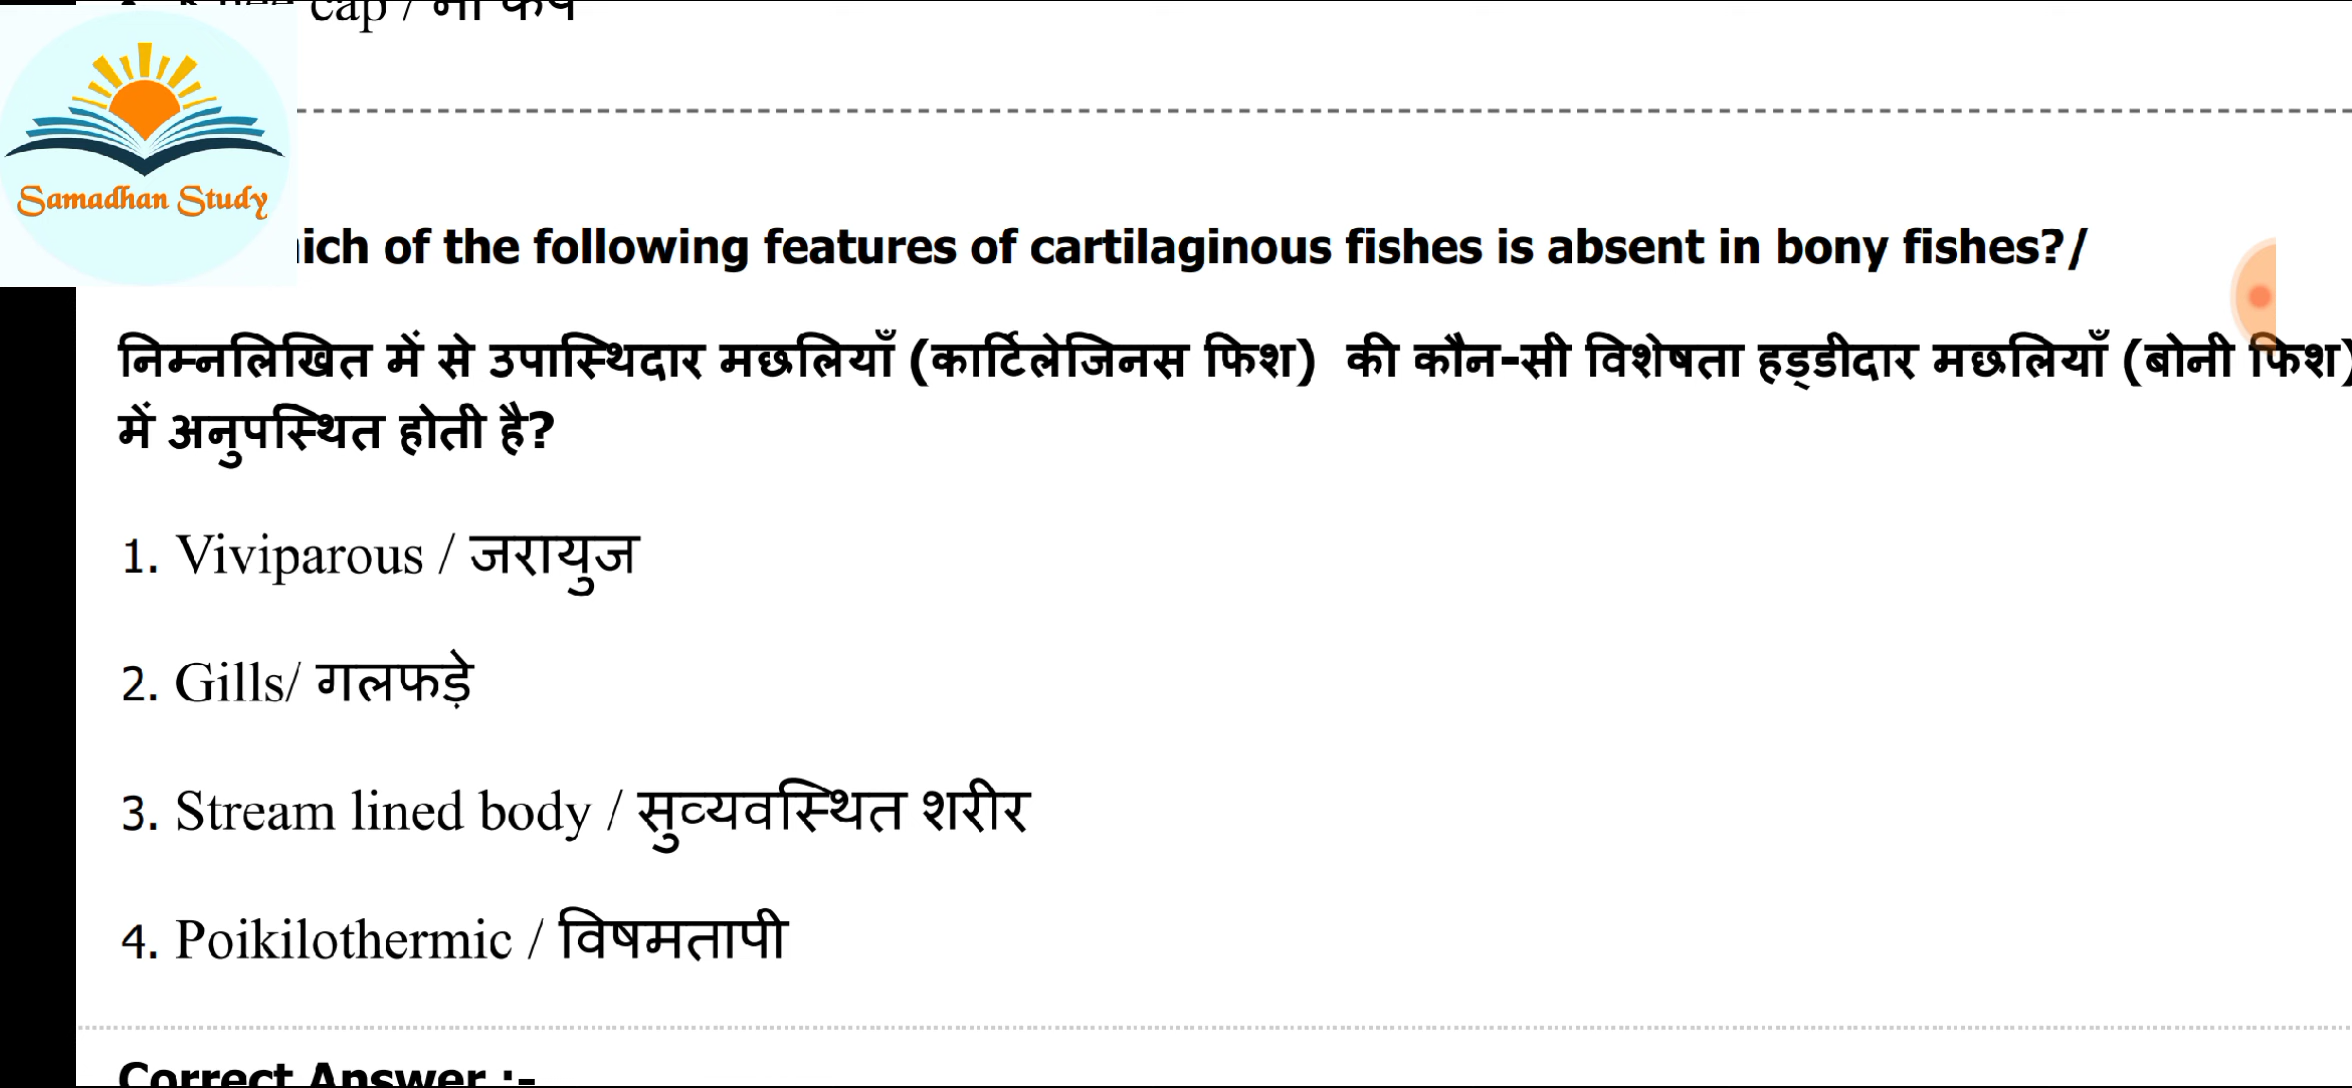 cap /
Samadhan Study
ich of the following features of cartilaginous fishes is absent in bony fishes?/
निम्नलिखित में से उपास्थिदार मछलियाँ (कार्टिलेजिनस फिश) की कौन-सी विशेषता हड्डीदार मछलियाँ (बोनी फिश)
में अनुपस्थित होती है?
1. Viviparous / जरायुज
2. Gills/ गलफड़े
3. Stream lined body / सुव्यवस्थित शरीर
4. Poikilothermic / विषमतापी
Correct Answer :-